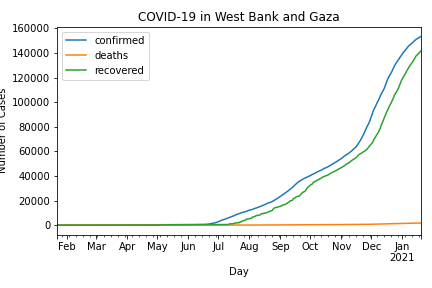 COVID-19 in West Bank and Gaza
confirmed
deaths
recovered
160000
140000
120000
100000
80000
60000
40000
20000
0
Number of Cases
Feb Mar Apr May Jun Jul Aug Sep Oct Nov Dec Jan
2021
Day